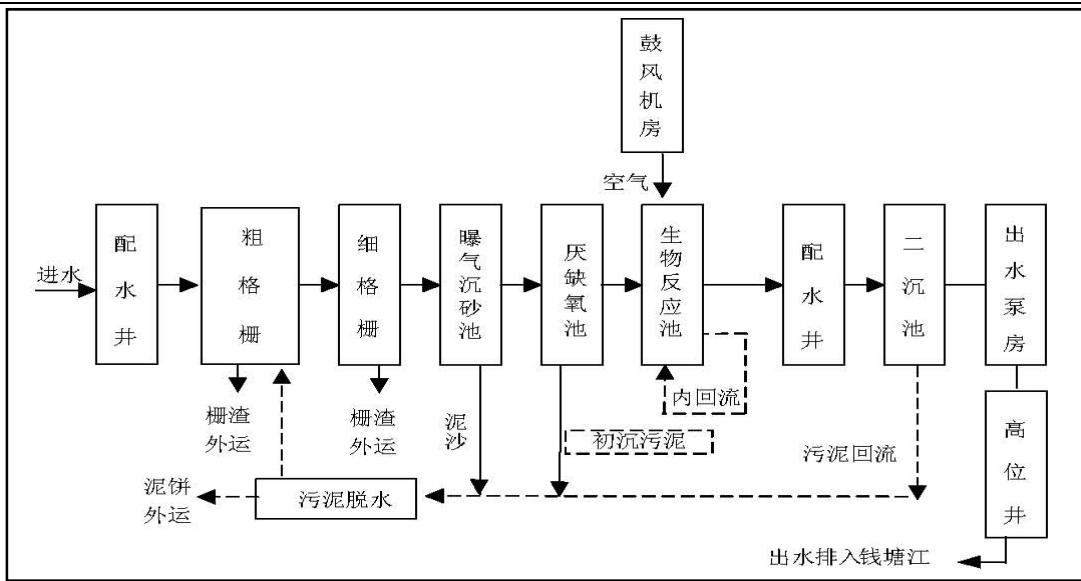 鼓风机房
空气
进水
配水井
粗格栅
细格栅
曝气沉砂池
厌缺氧池
生物反应池
配水井
二沉池
出水泵房
栅渣
外运
栅渣
外运
泥沙
内回流
初沉污泥
污泥回流
高位井
泥饼
外运
污泥脱水
出水排入钱塘江